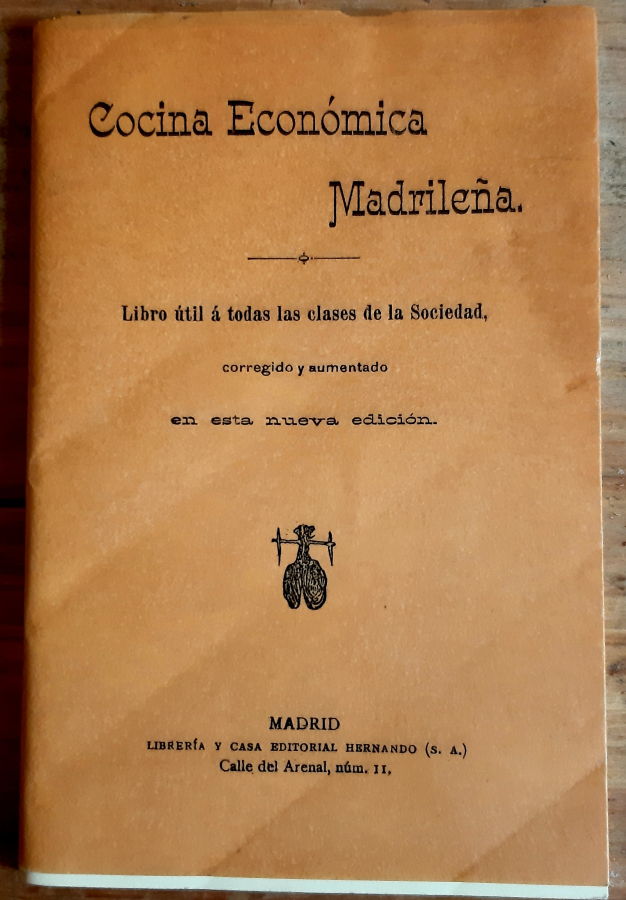 Cocina Económica
Madrileña.
Libro útil á todas las clases de la Sociedad,
corregido y aumentado
en esta nueva edición.
MADRID
LIBRERÍA Y CASA EDITORIAL HERNANDO (S. A.)
Calle del Arenal, núm. 11,